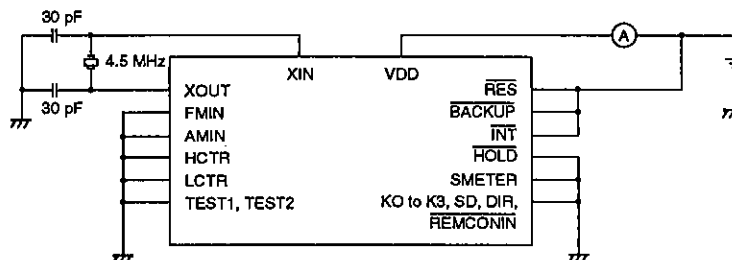 30 pF
4.5 MHz
30 pF
A
XIN
VDD
XOUT
FMIN
AMIN
HCTR
LCTR
TEST1, TEST2
RES
BACKUP
INT
HOLD
SMETER
KO to K3, SD, DIR,
REMCONIN